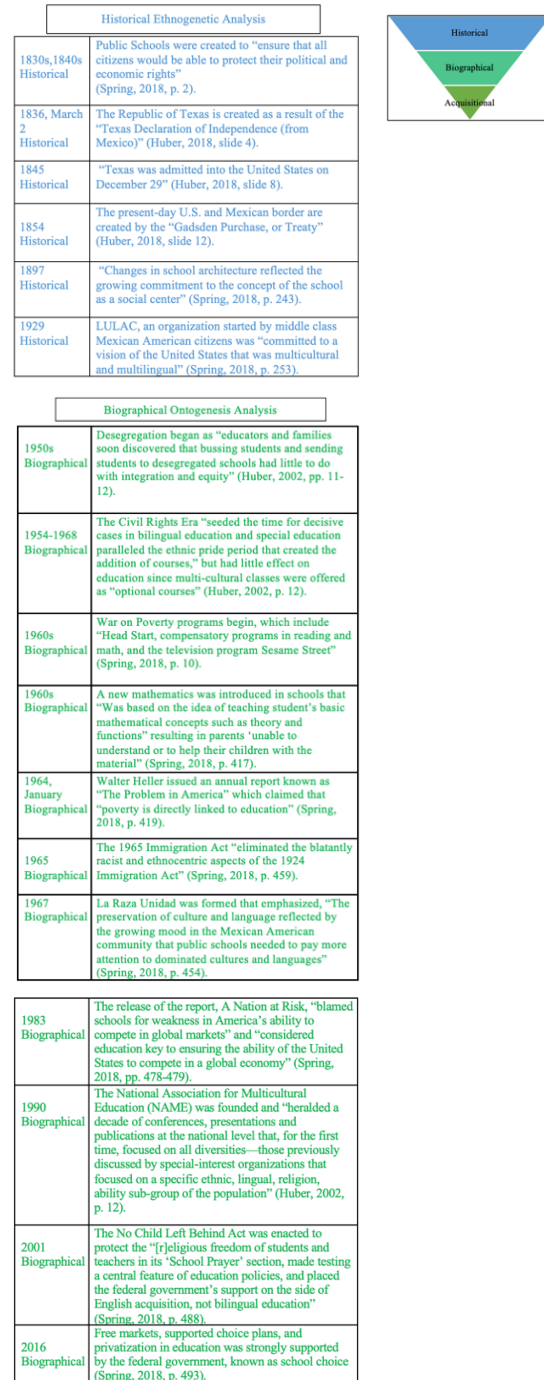 Historical Ethnogenetic Analysis
Historical
Biographical
Acquisitional
1830s,1840s
Historical
Public Schools were created to “ensure that all
citizens would be able to protect their political and
economic rights”
(Spring, 2018, p. 2).
1836, March
2
Historical
The Republic of Texas is created as a result of the
“Texas Declaration of Independence (from
Mexico)” (Huber, 2018, slide 4).
1845
Historical
“Texas was admitted into the United States on
December 29” (Huber, 2018, slide 8).
1854
Historical
The present-day U.S. and Mexican border are
created by the “Gadsden Purchase, or Treaty”
(Huber, 2018, slide 12).
1897
Historical
“Changes in school architecture reflected the
growing commitment to the concept of the school
as a social center” (Spring, 2018, p. 243).
1929
Historical
LULAC, an organization started by middle class
Mexican American citizens was “committed to a
vision of the United States that was multicultural
and multilingual” (Spring, 2018, p. 253).
Biographical Ontogenesis Analysis
1950s
Biographical
Desegregation began as “educators and families
soon discovered that bussing students and sending
students to desegregated schools had little to do
with integration and equity” (Huber, 2002, pp. 11-
12).
1954-1968
Biographical
The Civil Rights Era “seeded the time for decisive
cases in bilingual education and special education
paralleled the ethnic pride period that created the
addition of courses,” but had little effect on
education since multi-cultural classes were offered
as “optional courses” (Huber, 2002, p. 12).
1960s
Biographical
War on Poverty programs begin, which include
“Head Start, compensatory programs in reading and
math, and the television program Sesame Street”
(Spring, 2018, p. 10).
1960s
Biographical
A new mathematics was introduced in schools that
“Was based on the idea of teaching student’s basic
mathematical concepts such as theory and
functions” resulting in parents ‘unable to
understand or to help their children with the
material” (Spring, 2018, p. 417).
1964,
January
Biographical
Walter Heller issued an annual report known as
“The Problem in America” which claimed that
“poverty is directly linked to education” (Spring,
2018, p. 419).
1965
Biographical
The 1965 Immigration Act “eliminated the blatantly
racist and ethnocentric aspects of the 1924
Immigration Act” (Spring, 2018, p. 459).
1967
Biographical
La Raza Unidad was formed that emphasized, “The
preservation of culture and language reflected by
the growing mood in the Mexican American
community that public schools needed to pay more
attention to dominated cultures and languages”
(Spring, 2018, p. 454).
1983
Biographical
The release of the report, A Nation at Risk, “blamed
schools for weakness in America’s ability to
compete in global markets” and “considered
education key to ensuring the ability of the United
States to compete in a global economy” (Spring,
2018, pp. 478-479).
1990
Biographical
The National Association for Multicultural
Education (NAME) was founded and “heralded a
decade of conferences, presentations and
publications at the national level that, for the first
time, focused on all diversities—those previously
discussed by special-interest organizations that
focused on a specific ethnic, lingual, religion,
ability sub-group of the population” (Huber, 2002,
p. 12).
2001
Biographical
The No Child Left Behind Act was enacted to
protect the “[r]eligious freedom of students and
teachers in its ‘School Prayer’ section, made testing
a central feature of education policies, and placed
the federal government’s support on the side of
English acquisition, not bilingual education”
(Spring, 2018, p. 488).
2016
Biographical
Free markets, supported choice plans, and
privatization in education was strongly supported
by the federal government, known as school choice
(Spring, 2018, p. 493).